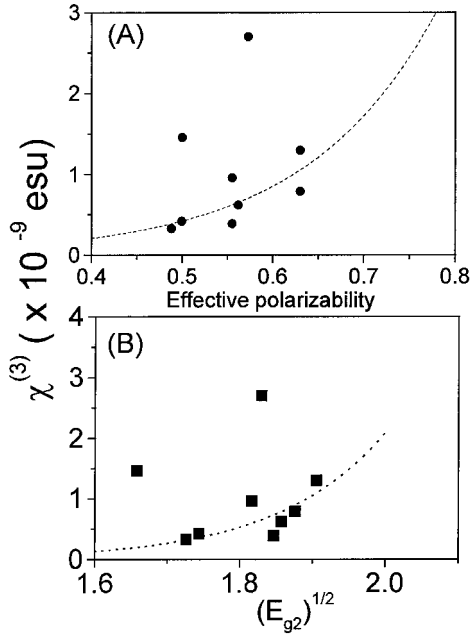 (A)
3
2
1
0
0.4 0.5 0.6 0.7 0.8
Effective polarizability
χ(3) ( x 10 -9 esu)
(B)
4
3
2
1
0
1.6 1.8 2.0
(Eg2)1/2